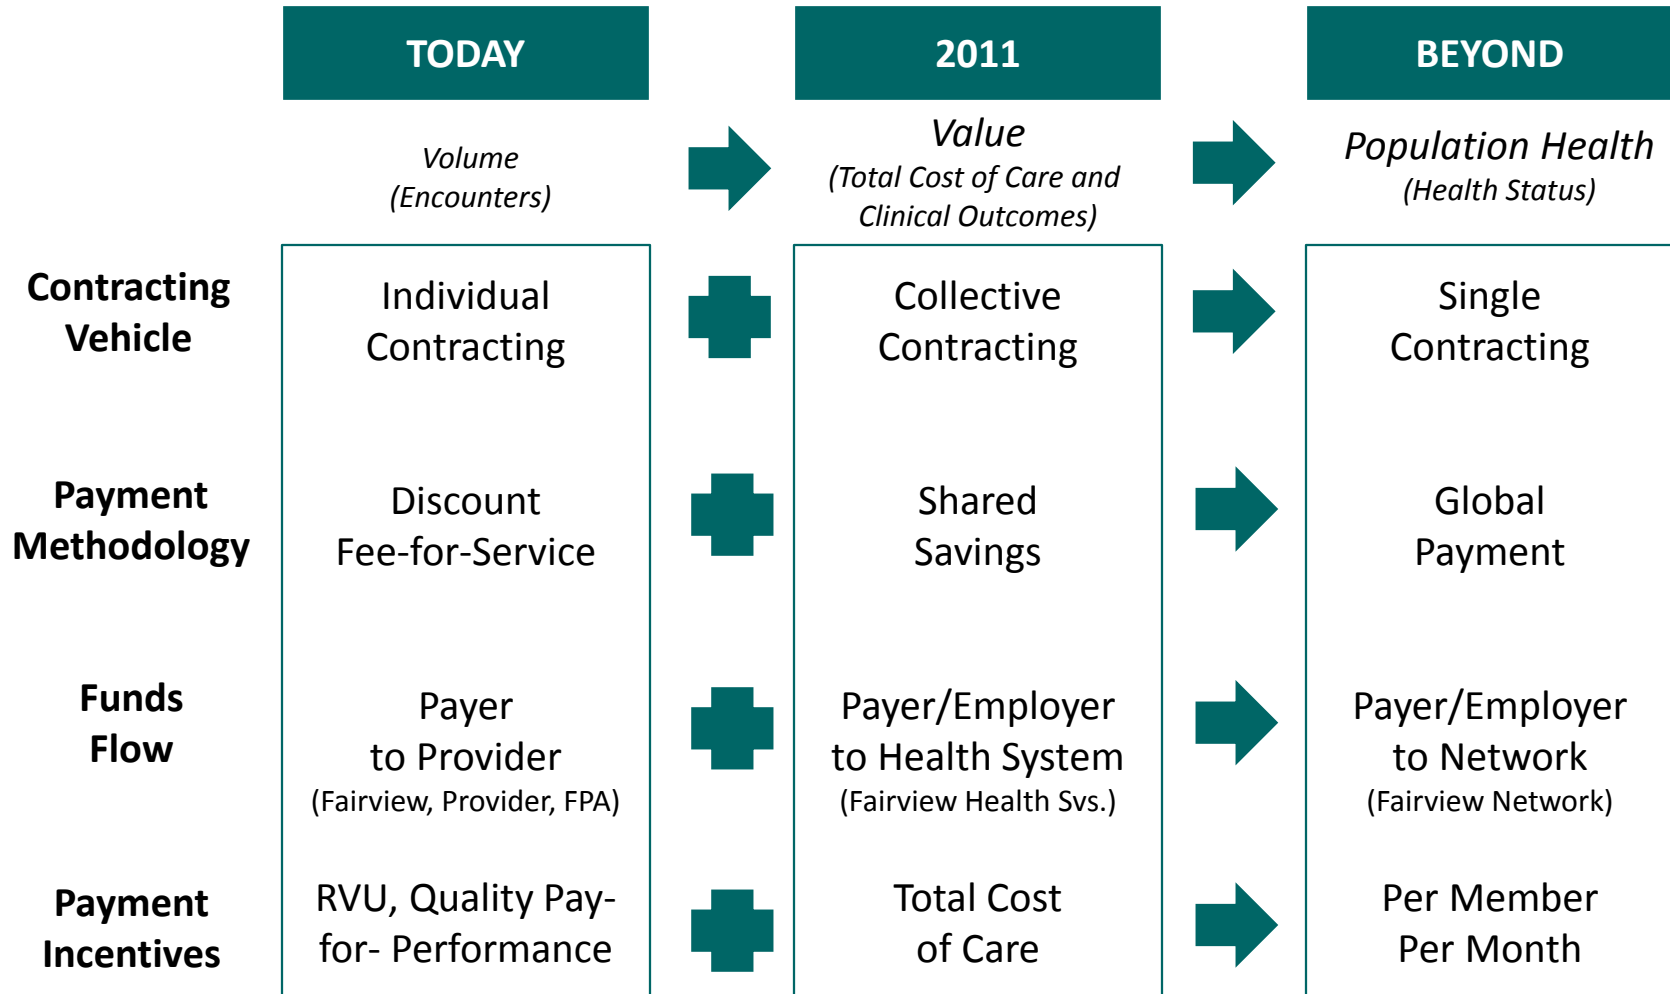 TODAY
2011
BEYOND
Volume
(Encounters)
Value
(Total Cost of Care and
Clinical Outcomes)
Population Health
(Health Status)
Contracting
Vehicle
Individual
Contracting
Collective
Contracting
Single
Contracting
Payment
Methodology
Discount
Fee-for-Service
Shared
Savings
Global
Payment
Funds
Flow
Payer
to Provider
(Fairview, Provider, FPA)
Payer/Employer
to Health System
(Fairview Health Svs.)
Payer/Employer
to Network
(Fairview Network)
Payment
Incentives
RVU, Quality Pay-
for- Performance
Total Cost
of Care
Per Member
Per Month